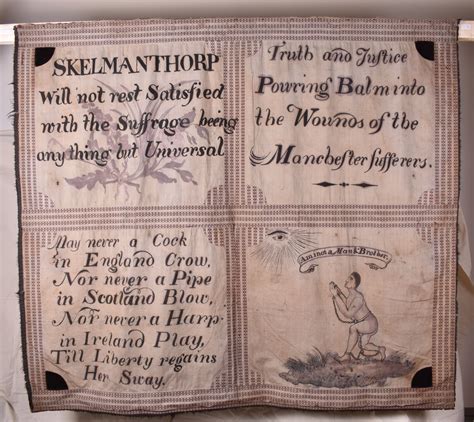 SKELMANTHORP
Will not rest Satisfied
with the Suffrage being
any thing but Universal
Truth and Justice
Pouring Balm into
the Wounds of the
Manchester sufferers.
May never a Cock
in England Crow,
Nor never a Pipe
in Scotland Blow,
Nor never a Harp
in Ireland Play,
Till Liberty regains
Her Sway.
Am i not a Man & Brother